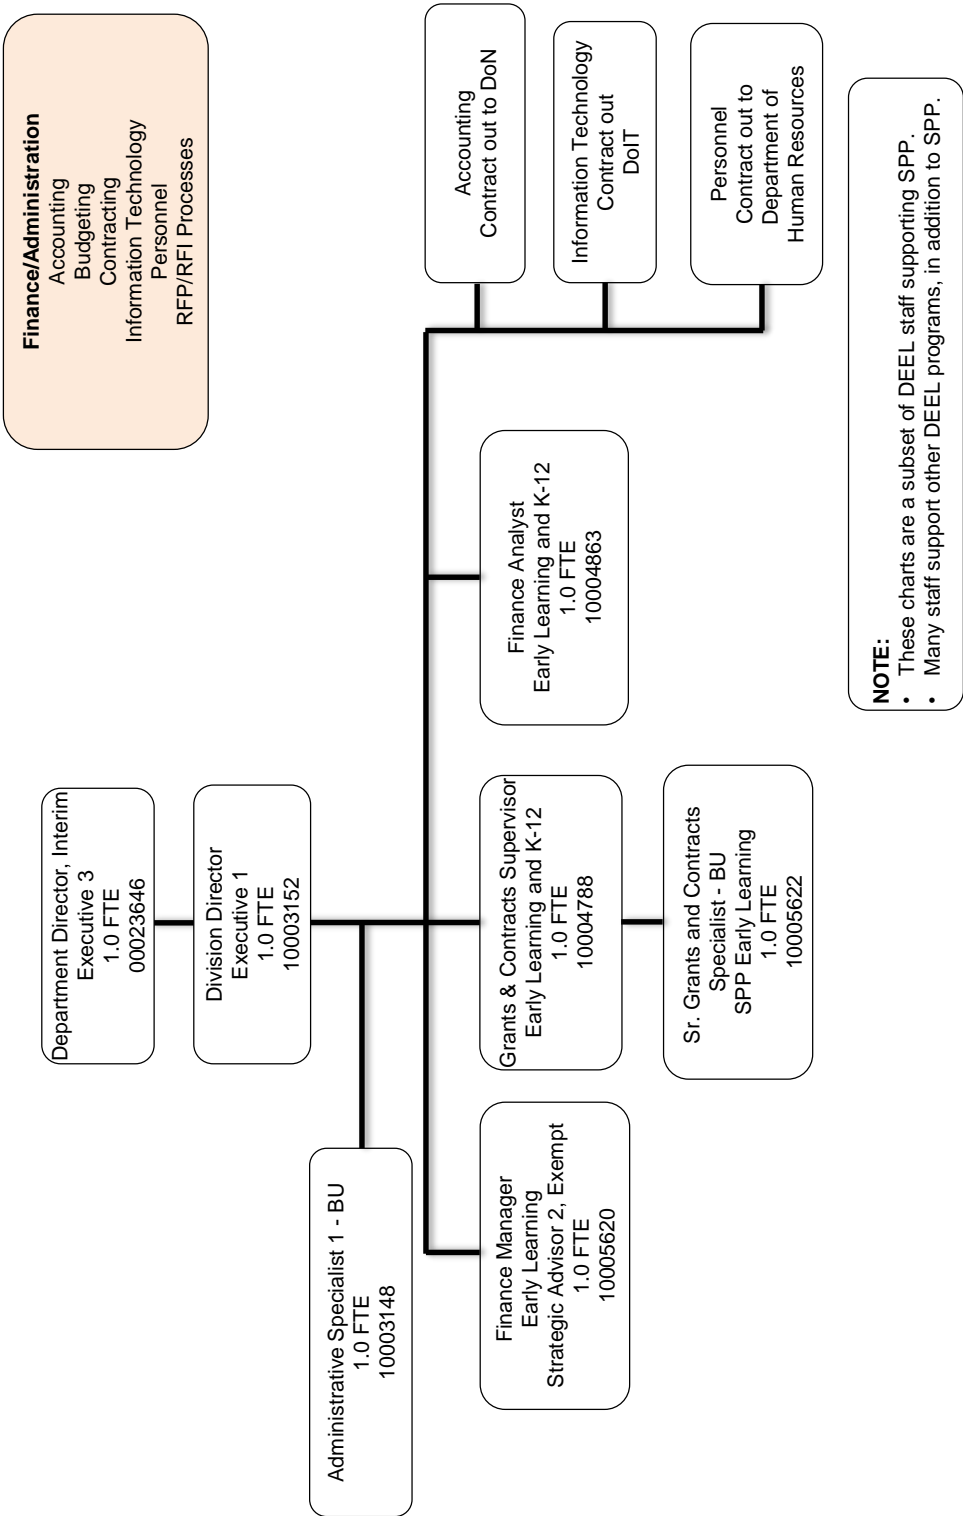 Finance/Administration
Accounting
Budgeting
Contracting
Information Technology
Personnel
RFP/RFI Processes
Department Director, Interim
Executive 3
1.0 FTE
00023646
Division Director
Executive 1
1.0 FTE
10003152
Administrative Specialist 1 - BU
1.0 FTE
10003148
Finance Manager
Early Learning
Strategic Advisor 2, Exempt
1.0 FTE
10005620
Grants & Contracts Supervisor
Early Learning and K-12
1.0 FTE
10004788
Sr. Grants and Contracts
Specialist - BU
SPP Early Learning
1.0 FTE
10005622
Finance Analyst
Early Learning and K-12
1.0 FTE
10004863
Accounting
Contract out to DoN
Information Technology
Contract out
DoIT
Personnel
Contract out to
Department of
Human Resources
NOTE:
• These charts are a subset of DEEL staff supporting SPP.
• Many staff support other DEEL programs, in addition to SPP.